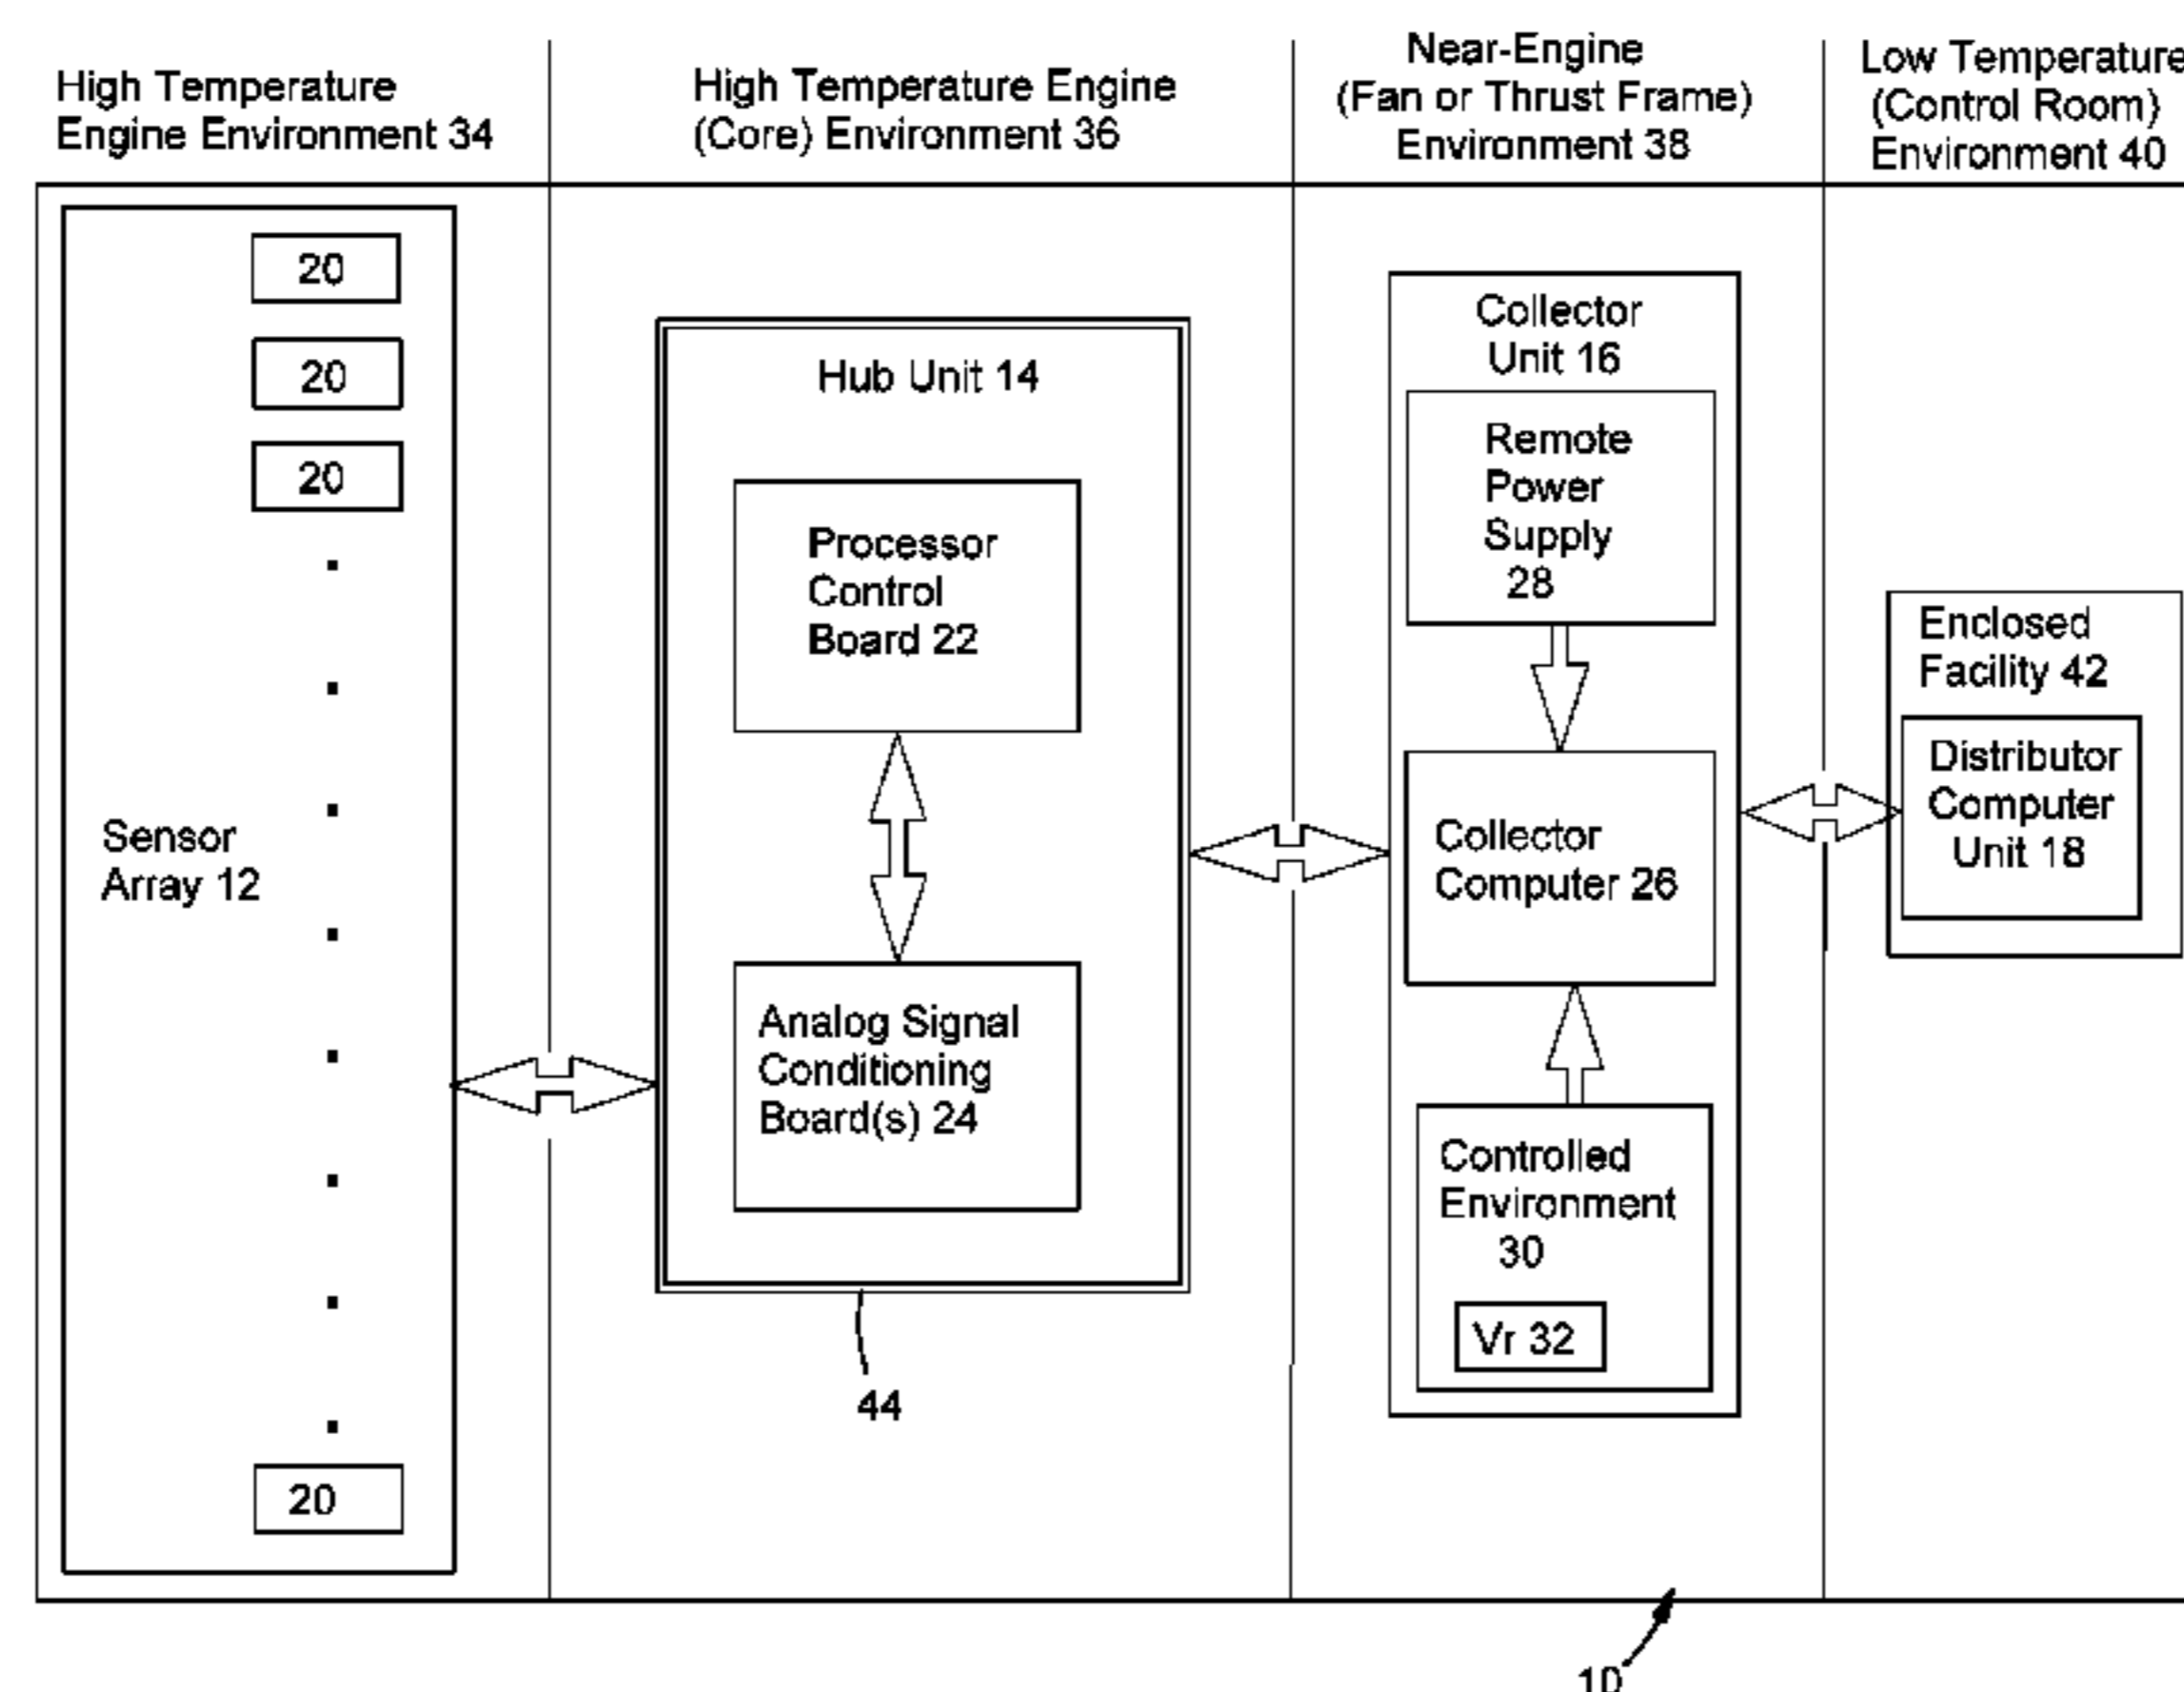 High Temperature
Engine Environment 34
High Temperature Engine
(Core) Environment 36
Near-Engine
(Fan or Thrust Frame)
Environment 38
Low Temperature
(Control Room)
Environment 40
20
20
20
Sensor
Array 12
20
Hub Unit 14
Processor
Control
Board 22
Analog Signal
Conditioning
Board(s) 24
44
Collector
Unit 16
Remote
Power
Supply
28
Collector
Computer 26
Controlled
Environment
30
Vr 32
Enclosed
Facility 42
Distributor
Computer
Unit 18
10